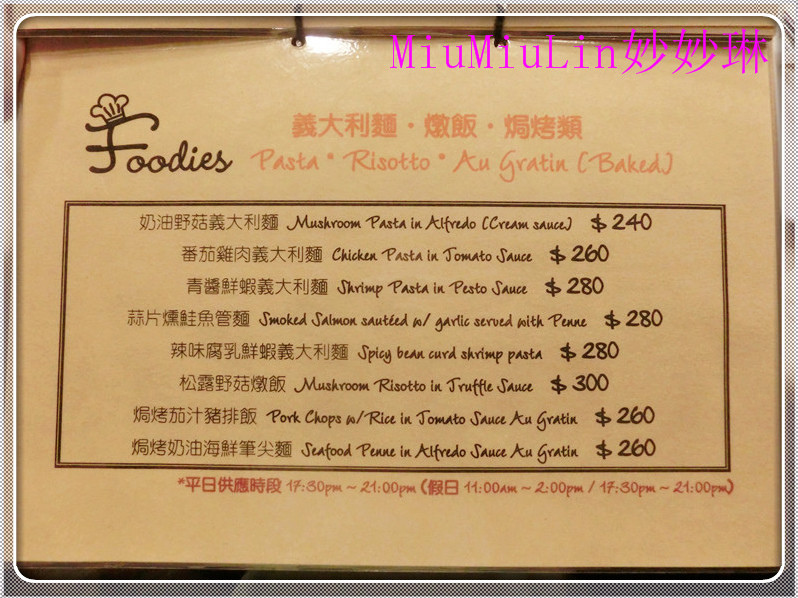 MiuMiuLin妙妙琳
Foodies
義大利麵・燉飯・焗烤類
Pasta * Risotto * Au Gratin (Baked)
奶油野菇義大利麵 Mushroom Pasta in Alfredo (Cream sauce) $ 240
番茄雞肉義大利麵 Chicken Pasta in Tomato Sauce $ 260
青醬鮮蝦義大利麵 Shrimp Pasta in Pesto Sauce $ 280
蒜片燻鮭魚管麵 Smoked Salmon sautéed w/ garlic served with Penne $ 280
辣味腐乳鮮蝦義大利麵 Spicy bean curd shrimp pasta $ 280
松露野菇燉飯 Mushroom Risotto in Truffle Sauce $ 300
焗烤茄汁豬排飯 Pork Chops w/Rice in Tomato Sauce Au Gratin $ 260
焗烤奶油海鮮筆尖麵 Seafood Penne in Alfredo Sauce Au Gratin $ 260
*平日供應時段 17:30pm ~ 21:00pm (假日 11:00am ~ 2:00pm / 17:30pm ~ 21:00pm)